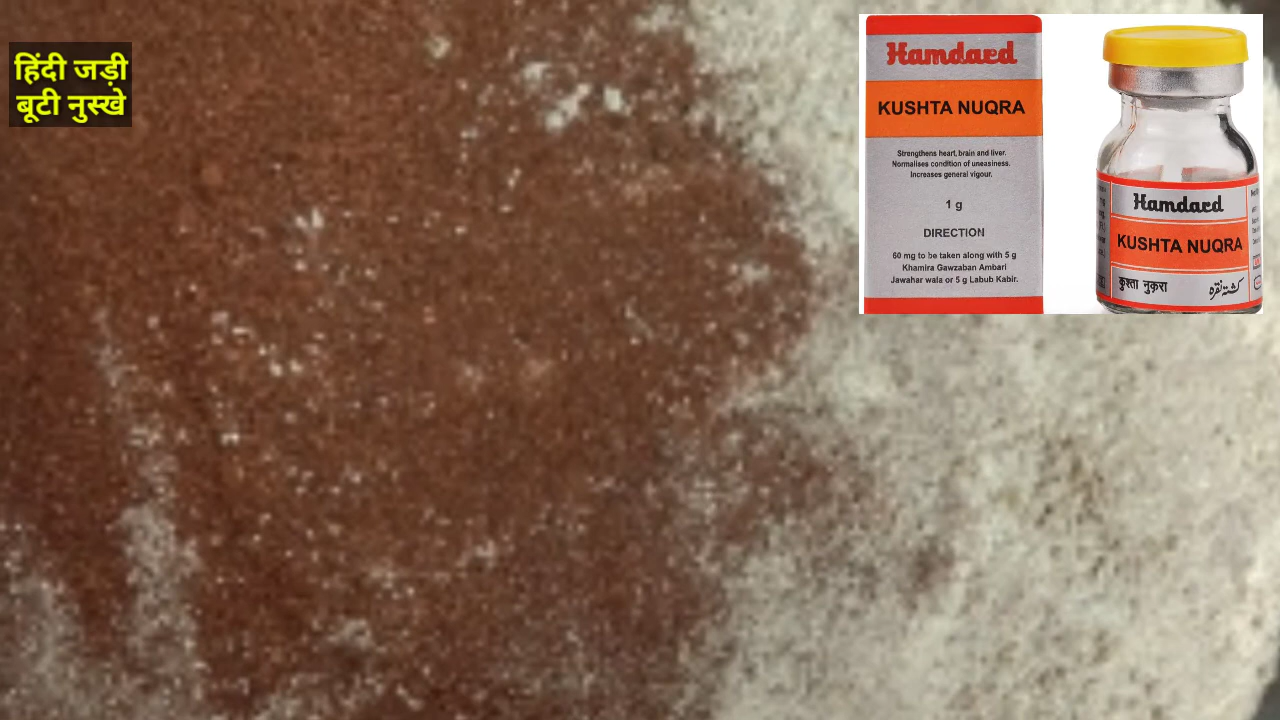 हिंदी जड़ी
बूटी नुस्खे
Hamdard
KUSHTA NUQRA
Strengthens heart, brain and liver.
Normalises condition of uneasiness.
Increases general vigour.
1 g
DIRECTION
60 mg to be taken along with 5 g
Khamira Gawzaban Ambari
Jawahar wala or 5 g Labub Kabir.
Hamdard
KUSHTA NUQRA
कुश्ता नुक़रा
کشتہ نقرہ